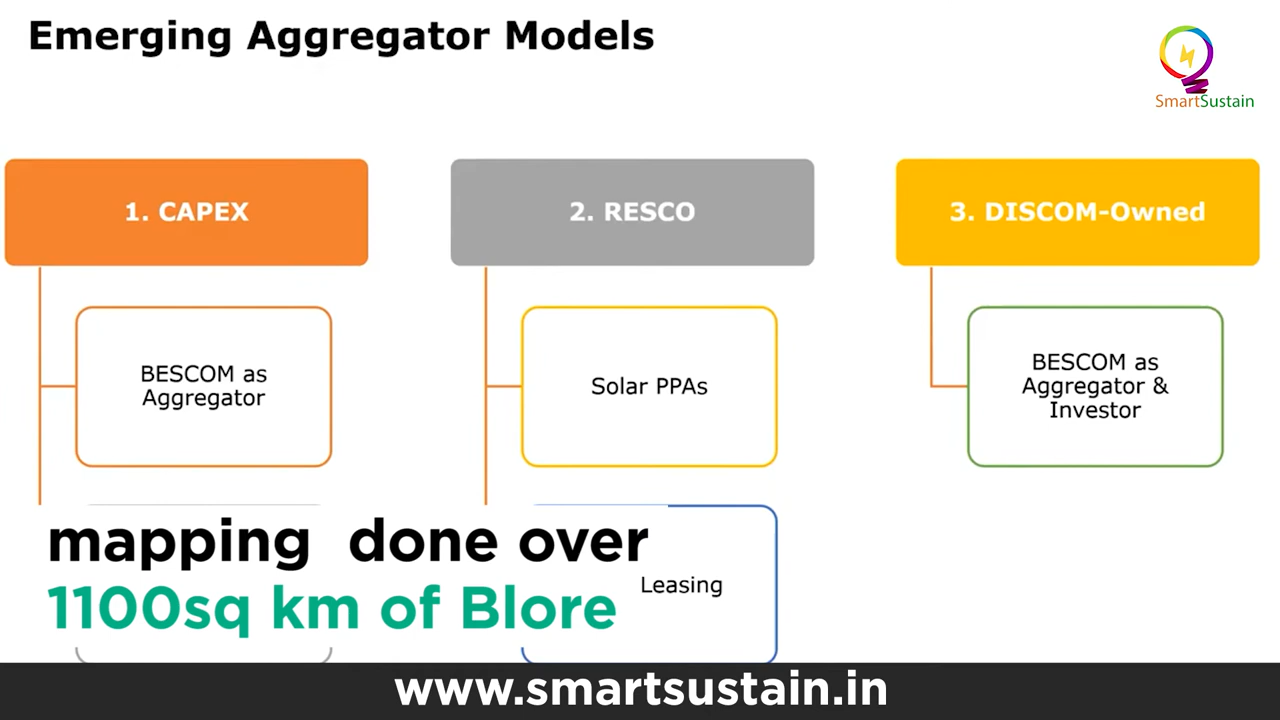 Emerging Aggregator Models
SmartSustain
1. CAPEX
2. RESCO
3. DISCOM-Owned
BESCOM as
Aggregator
Solar PPAs
BESCOM as
Aggregator &
Investor
mapping done over
1100sq km of Blore
Leasing
www.smartsustain.in